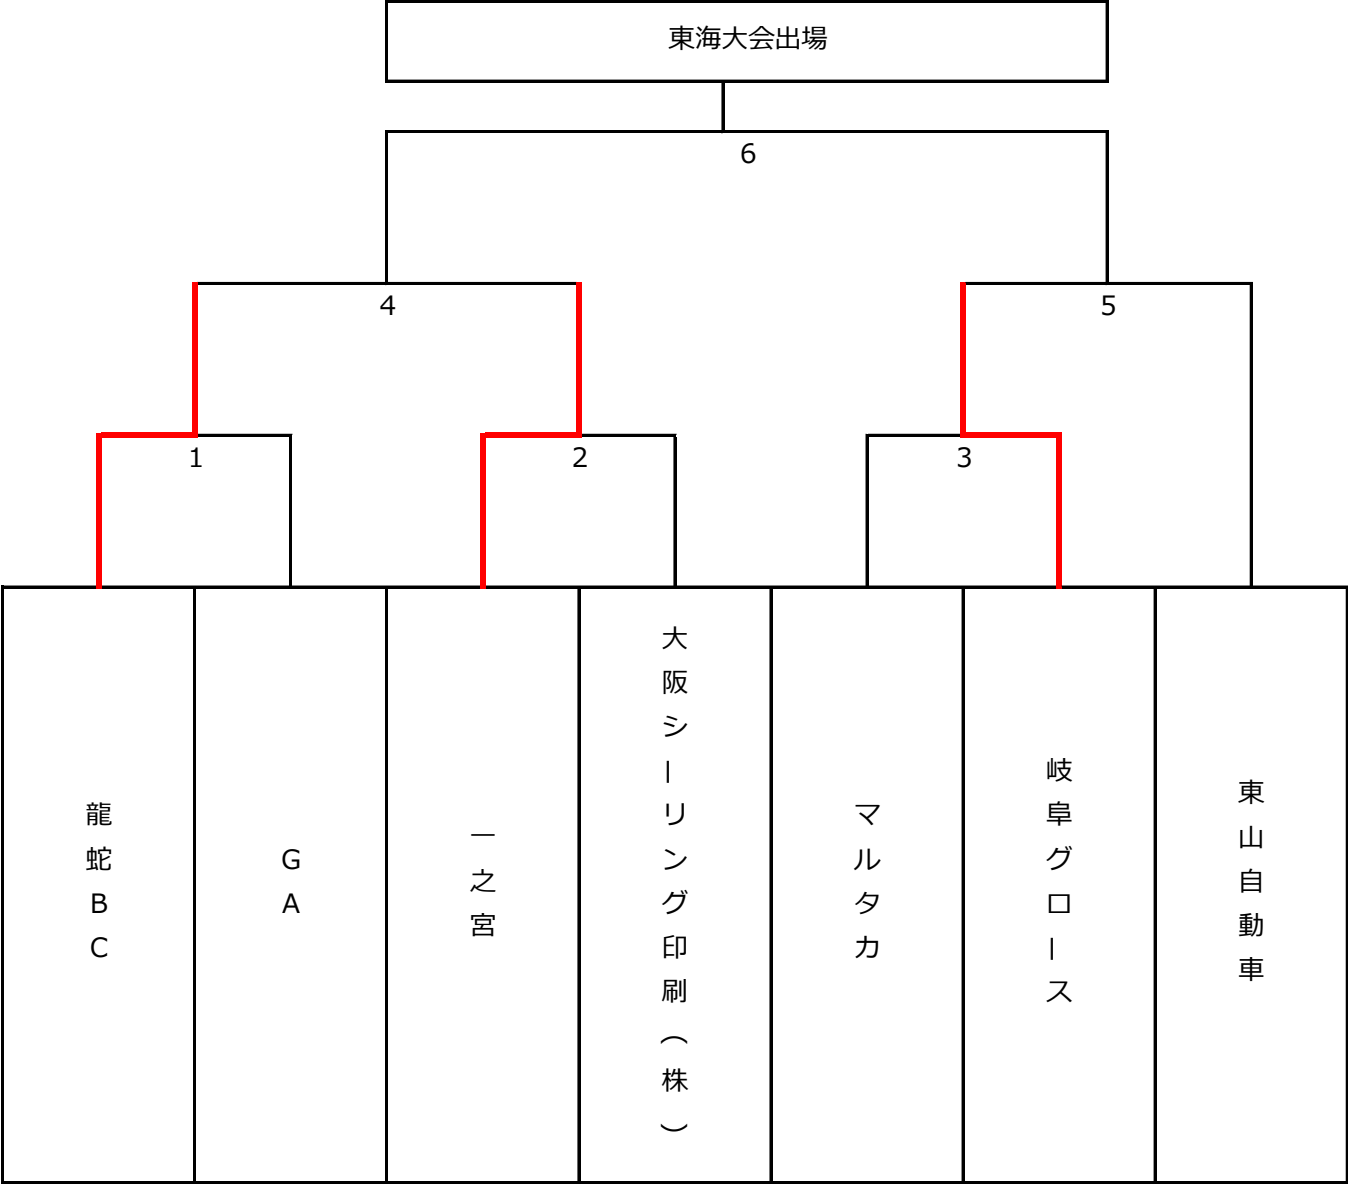 東海大会出場
6
4
5
1
2
3
龍蛇BC
GA
一之宮
大阪シーリング印刷(株)
マルタカ
岐阜グロース
東山自動車